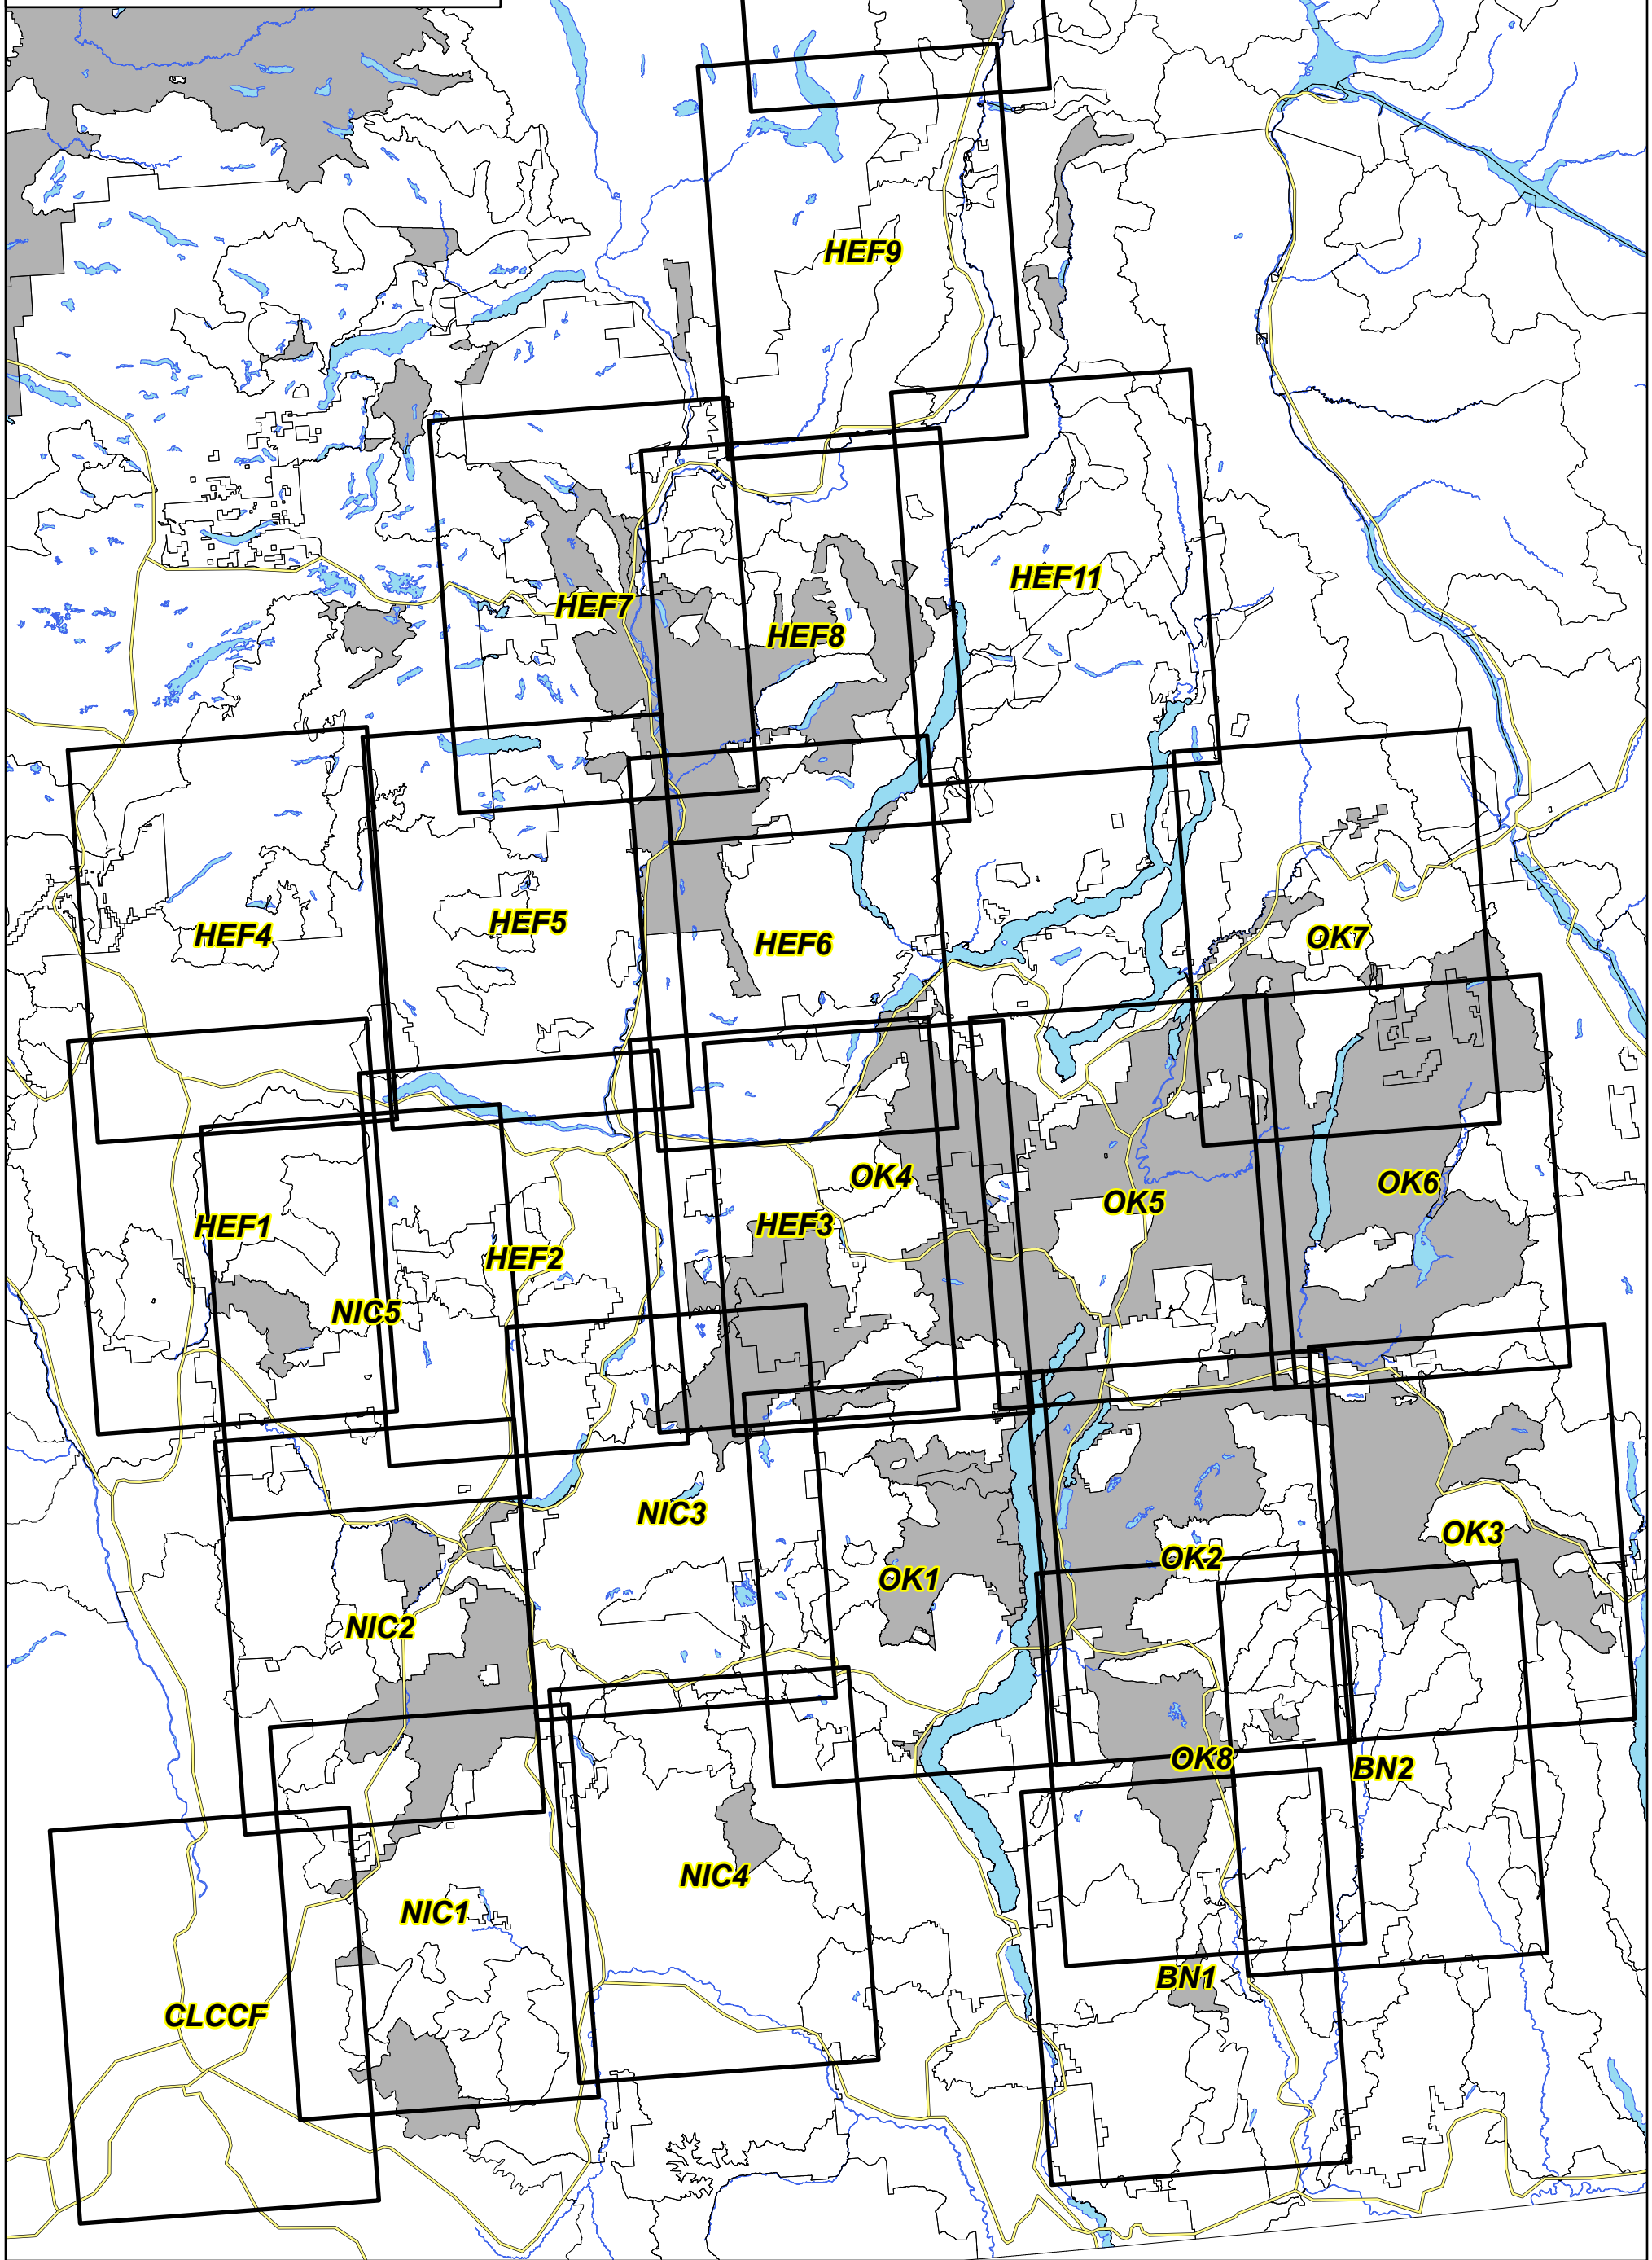 HEF9
HEF11
HEF7
HEF8
HEF4
HEF5
HEF6
OK7
OK4
OK6
OK5
HEF1
HEF3
HEF2
NIC5
NIC3
OK3
OK2
OK1
NIC2
OK8
BN2
NIC4
NIC1
BN1
CLCCF